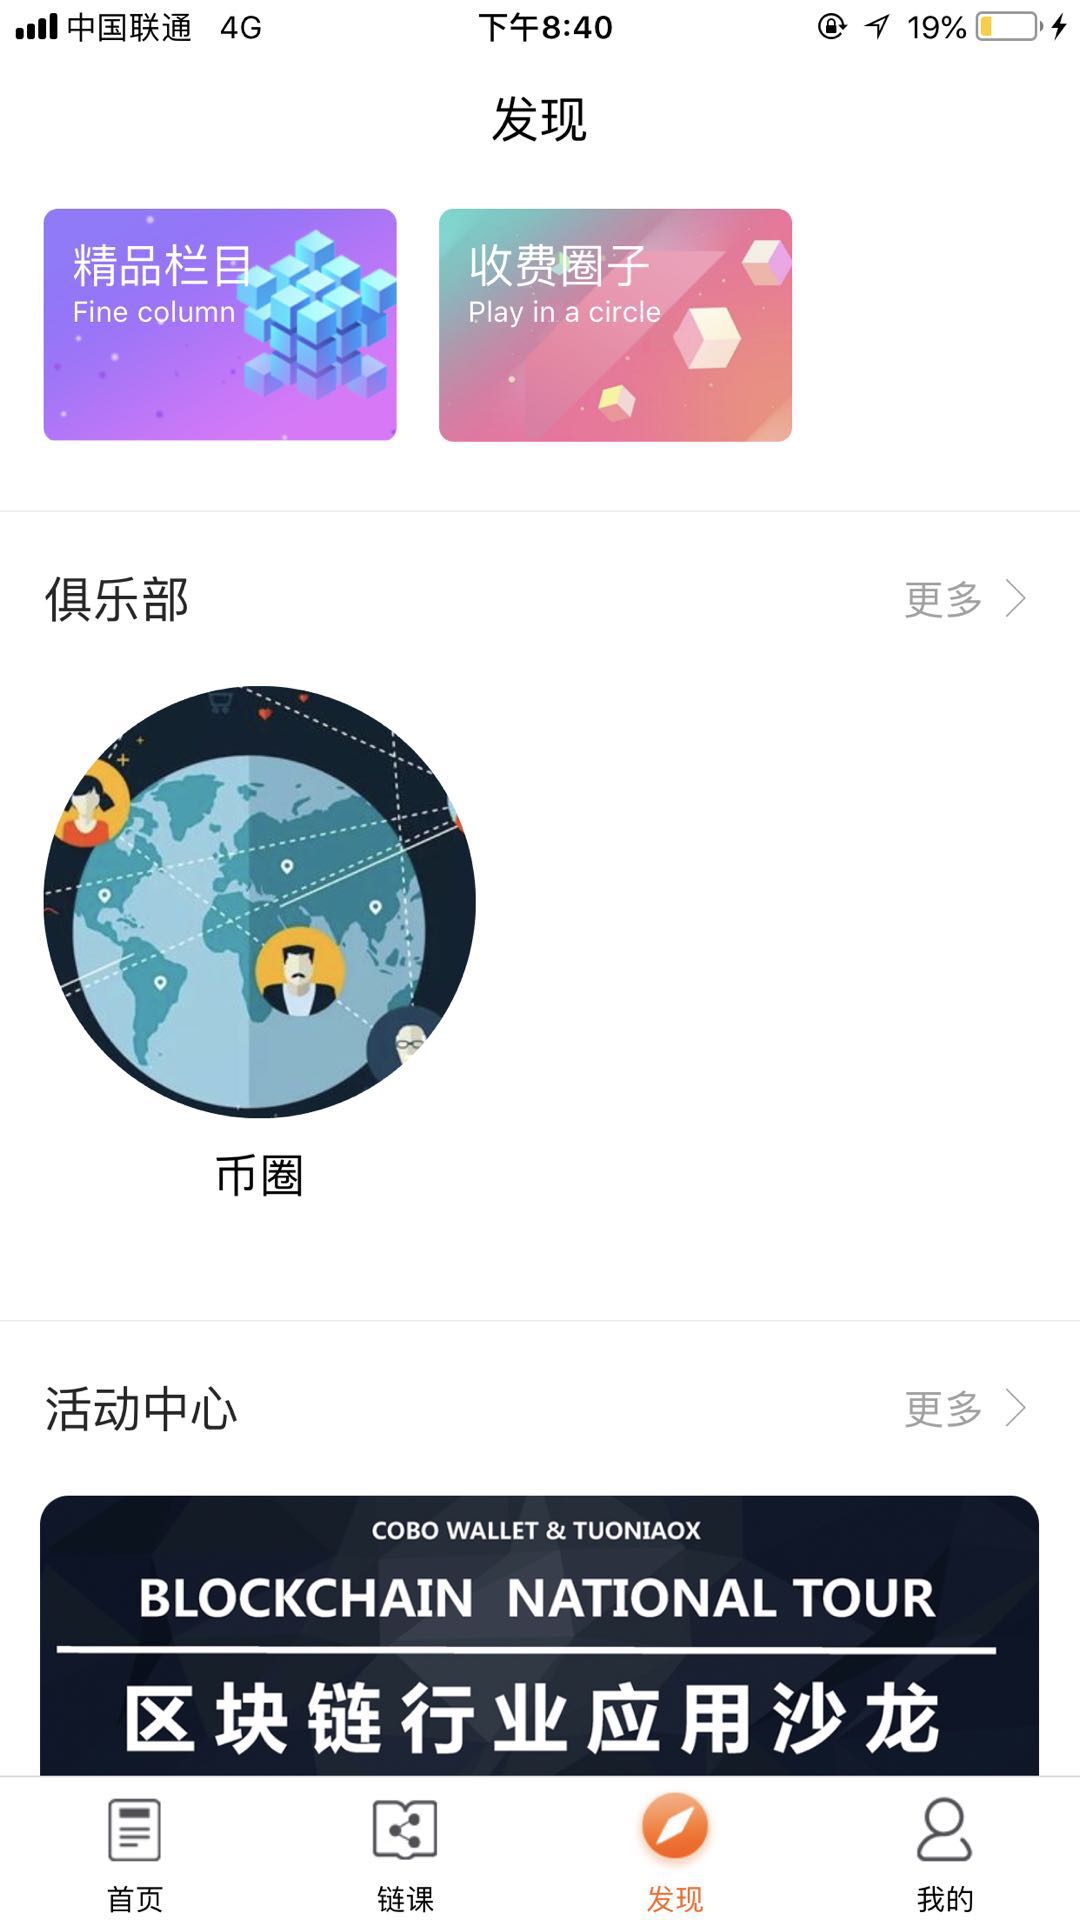 中国联通 4G 下午8:40 19%
发现
精品栏目
Fine column
收费圈子
Play in a circle
俱乐部 更多
币圈
活动中心 更多
COBO WALLET & TUONIAOX
BLOCKCHAIN NATIONAL TOUR
区块链行业应用沙龙
首页 链课 发现 我的